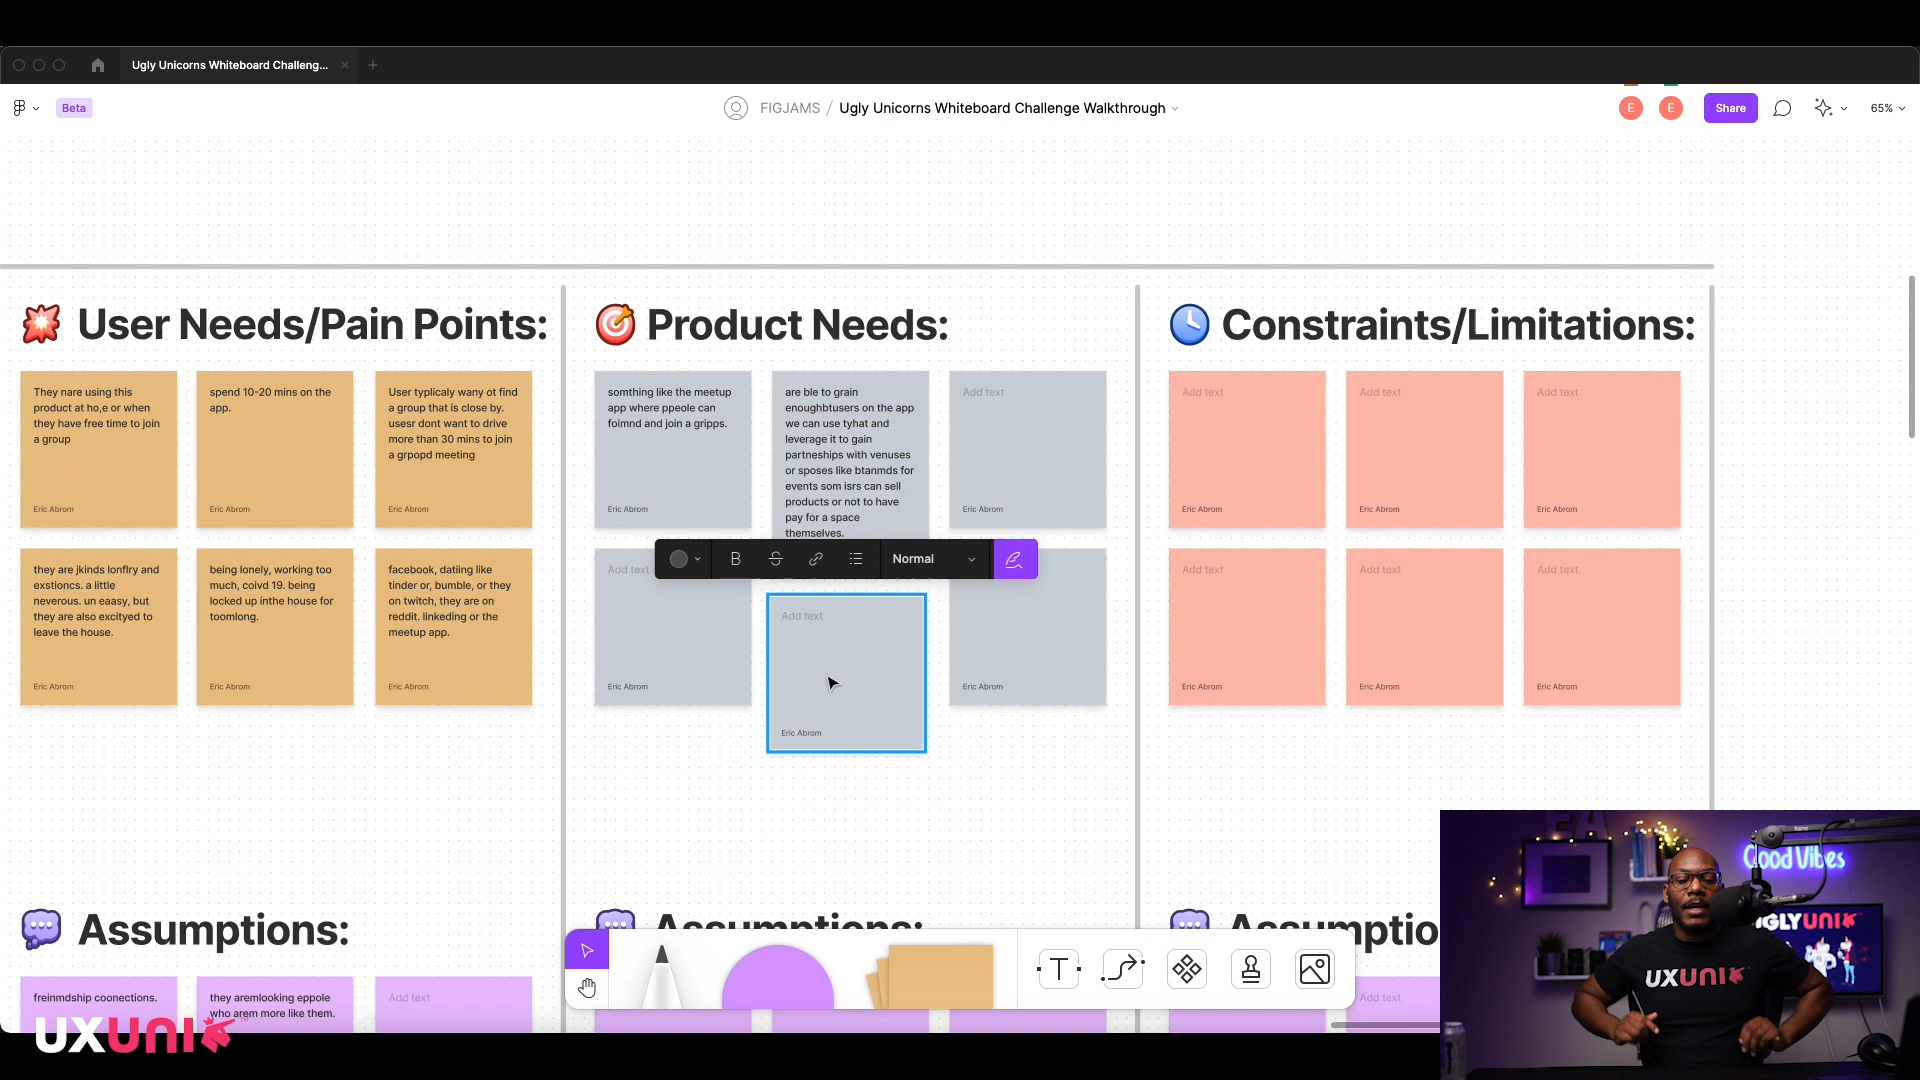 Ugly Unicorns Whiteboard Challeng...
Beta
FIGJAMS / Ugly Unicorns Whiteboard Challenge Walkthrough
E
E
Share
65%
User Needs/Pain Points:
They nare using this
product at ho,e or when
they have free time to join
a group
Eric Abrom
spend 10-20 mins on the
app.
Eric Abrom
User typlicaly wany ot find
a group that is close by.
usesr dont want to drive
more than 30 mins to join
a grpopd meeting
Eric Abrom
they are jkinds lonflry and
exstioncs. a little
neverous. un eaasy, but
they are also excityed to
leave the house.
Eric Abrom
being lonely, working too
much, coivd 19. being
locked up inthe house for
toomlong.
Eric Abrom
facebook, datiing like
tinder or, bumble, or they
on twitch, they are on
reddit. linkeding or the
meetup app.
Eric Abrom
Product Needs:
somthing like the meetup
app where ppeole can
foimnd and join a gripps.
Eric Abrom
are ble to grain
enoughbtusers on the app
we can use tyhat and
leverage it to gain
partneships with venuses
or sposes like btanmds for
events som isrs can sell
products or not to have
pay for a space
themselves.
Add text
Eric Abrom
Add text
Eric Abrom
B S Normal
Add text
Eric Abrom
Eric Abrom
Constraints/Limitations:
Add text
Eric Abrom
Add text
Eric Abrom
Add text
Eric Abrom
Add text
Eric Abrom
Add text
Eric Abrom
Add text
Eric Abrom
Assumptions:
freinmdship coonections.
they aremlooking eppole
who arem more like them.
Add text
Assumptions:
Assumptio
Add text
T
UXUNI
Good Vibes
UGLYUNI
UXUNI